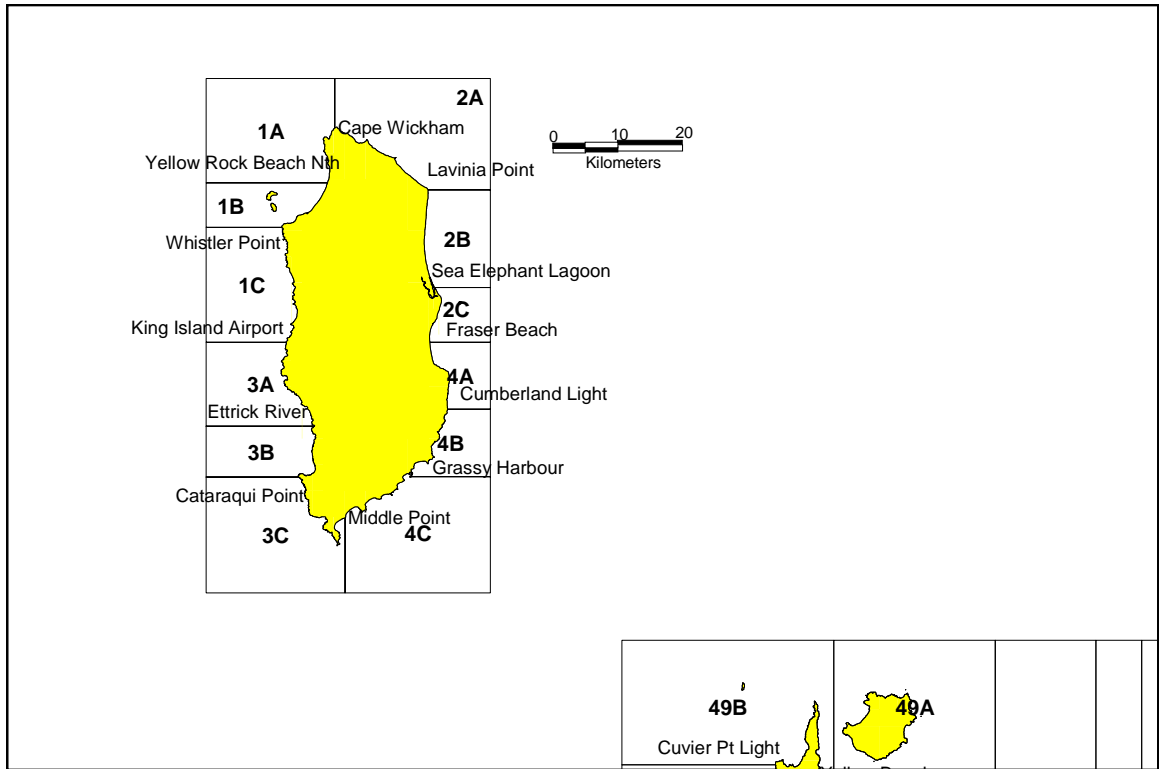 2A
1A
Cape Wickham
0 10 20
Kilometers
Yellow Rock Beach Nth
Lavinia Point
1B
Whistler Point
2B
Sea Elephant Lagoon
1C
2C
King Island Airport
Fraser Beach
3A
4A
Cumberland Light
Ettrick River
3B
4B
Grassy Harbour
Cataraqui Point
Middle Point
3C
4C
49B
49A
Cuvier Pt Light